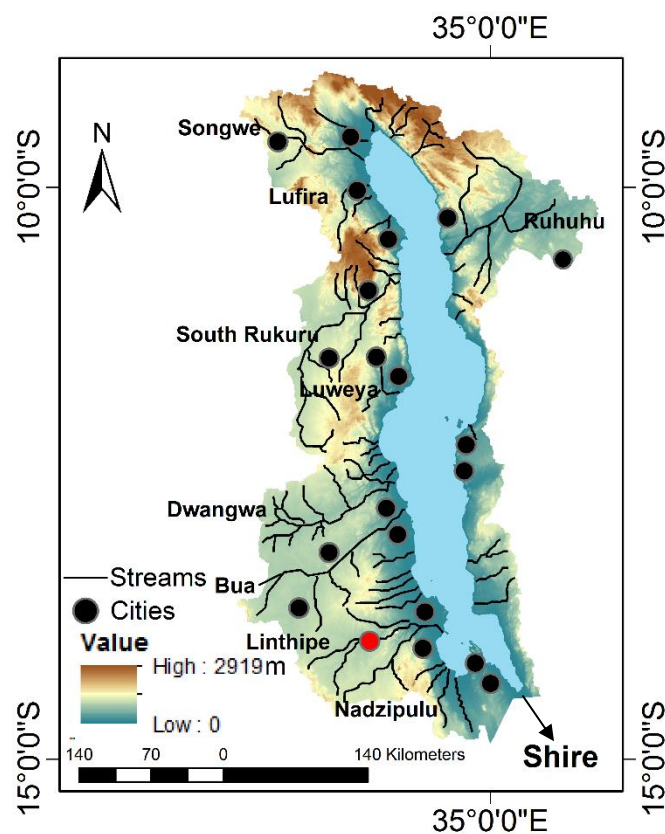 35°0'0"E
N
Songwe
10°0'0"S
10°0'0"S
Lufira
Ruhuhu
South Rukuru
Luweya
Dwangwa
Streams
Bua
Cities
Value
Linthipe
High : 2919m
Nadzipulu
Low : 0
140 70 0 140 Kilometers
Shire
15°0'0"S
15°0'0"S
35°0'0"E